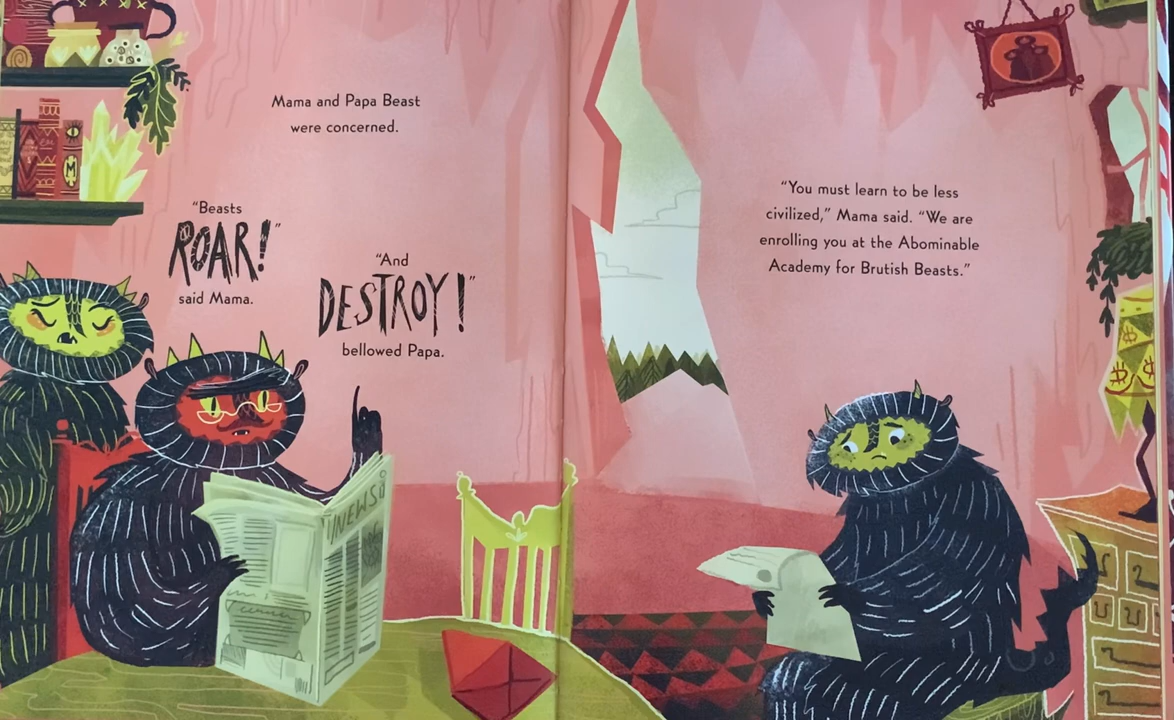 Mama and Papa Beast
were concerned.
“Beasts
ROAR!”
said Mama.
“And
DESTROY!”
bellowed Papa.
“You must learn to be less
civilized,” Mama said. “We are
enrolling you at the Abominable
Academy for Brutish Beasts.”
NEWS
M